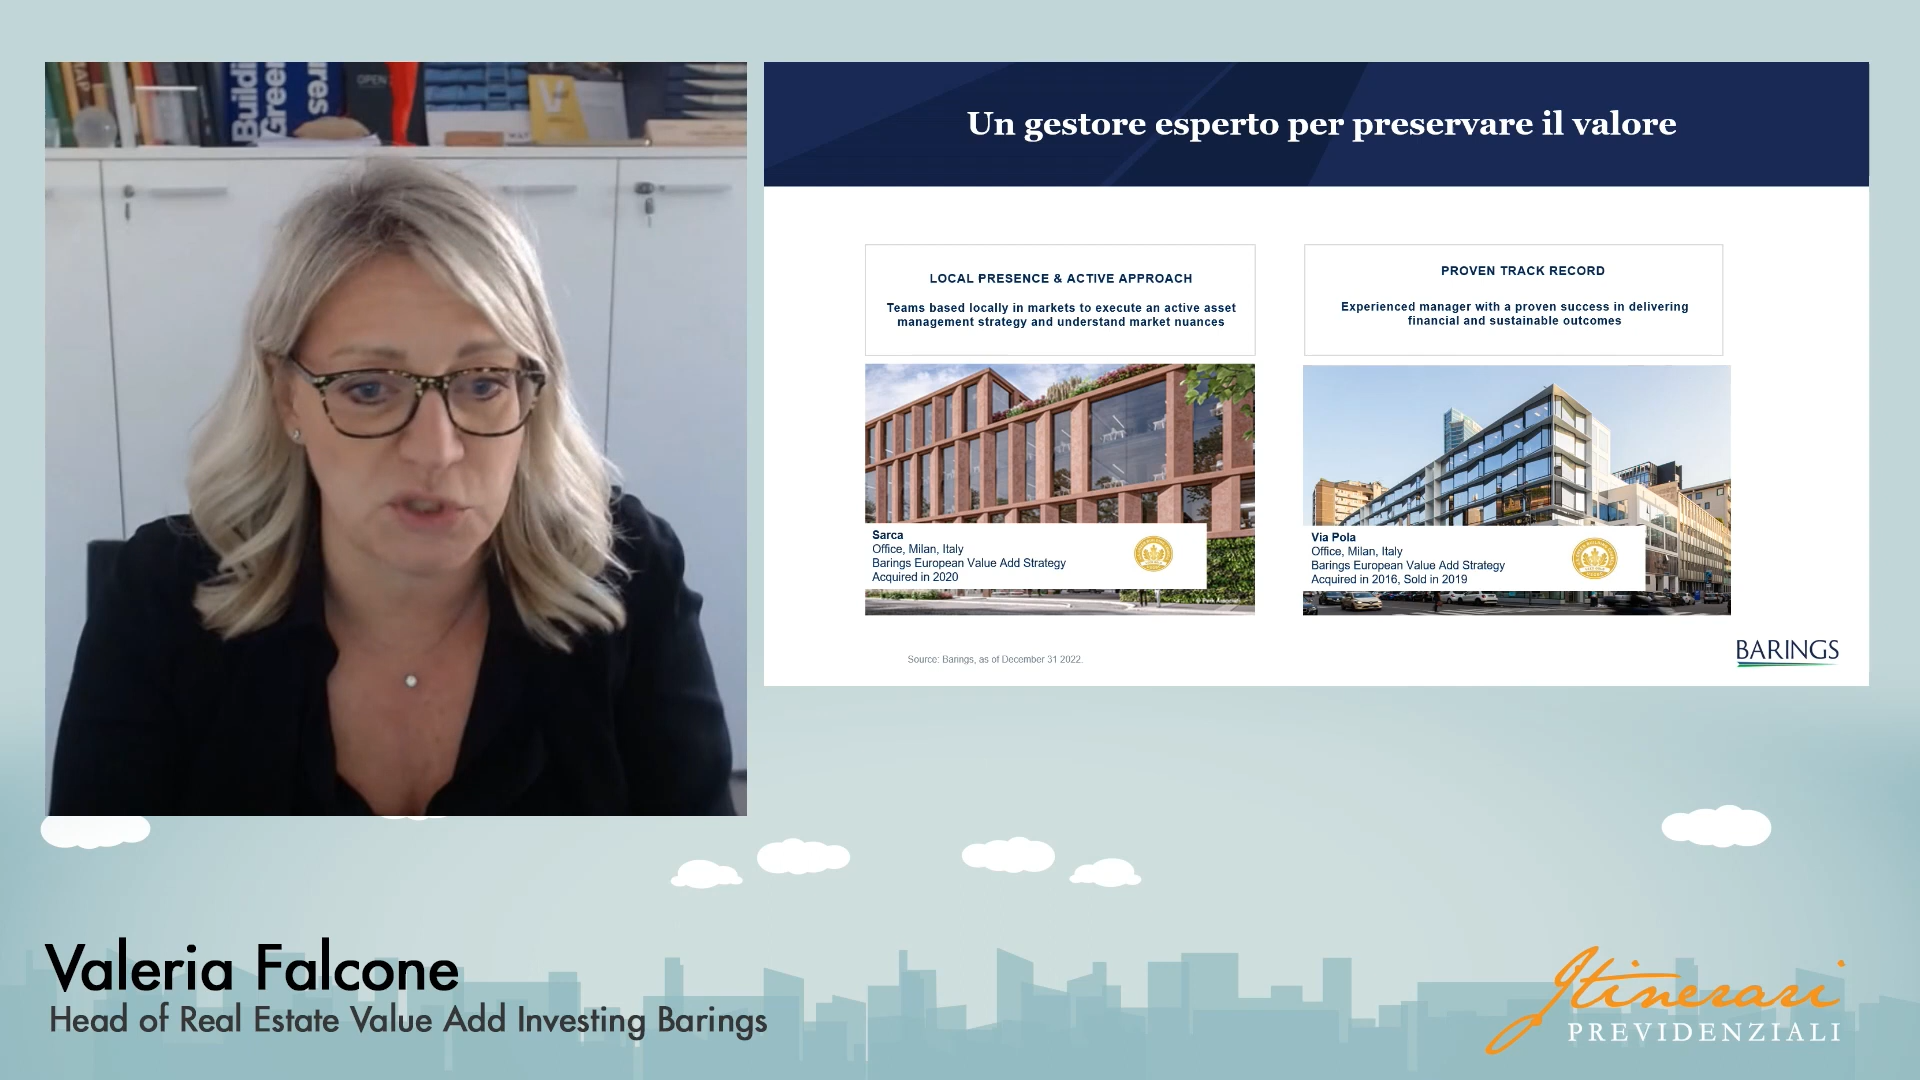 Buildi
Green
res
OPEN
Un gestore esperto per preservare il valore
LOCAL PRESENCE & ACTIVE APPROACH
Teams based locally in markets to execute an active asset
management strategy and understand market nuances
PROVEN TRACK RECORD
Experienced manager with a proven success in delivering
financial and sustainable outcomes
Sarca
Office, Milan, Italy
Barings European Value Add Strategy
Acquired in 2020
Via Pola
Office, Milan, Italy
Barings European Value Add Strategy
Acquired in 2016, Sold in 2019
Source: Barings, as of December 31 2022.
BARINGS
Valeria Falcone
Head of Real Estate Value Add Investing Barings
Itinerari
PREVIDENZIALI